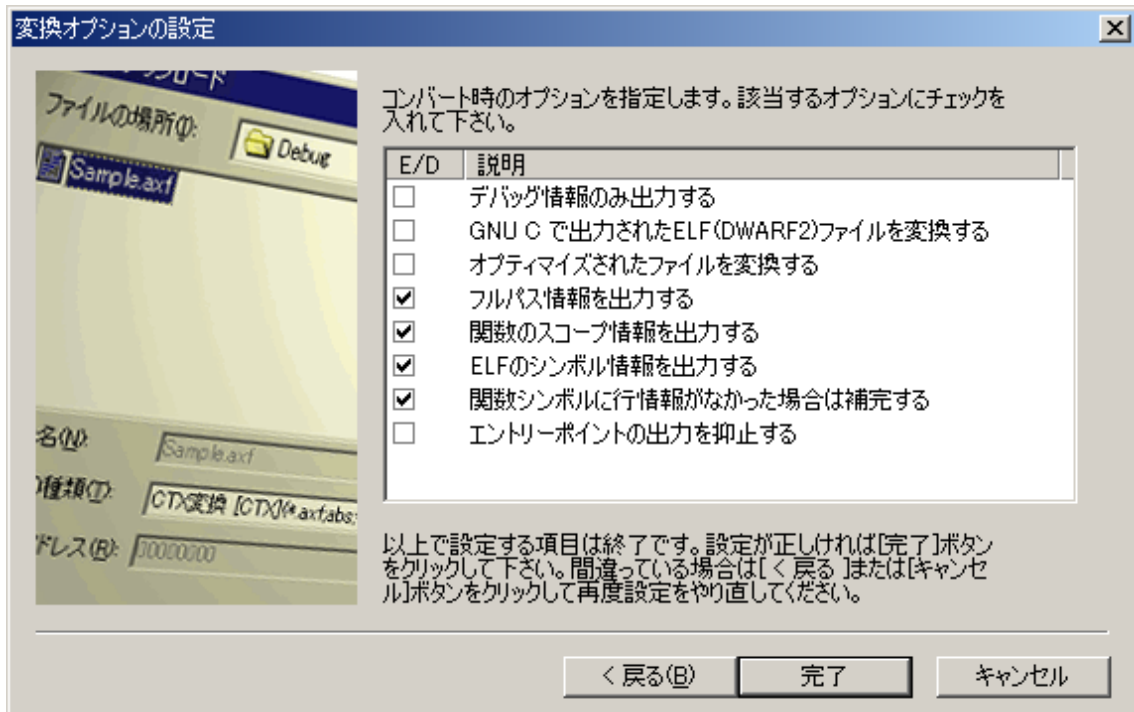 変換オプションの設定
ウンロード
ファイルの場所(I):
Debug
Sample.axf
名(N):
Sample.axf
の種類(T):
CTX変換 [CTX](*.axf;abs;
ドレス(R):
00000000
コンバート時のオプションを指定します。該当するオプションにチェックを
入れて下さい。
E/D 説明
デバッグ情報のみ出力する
GNU C で出力されたELF(DWARF2)ファイルを変換する
オプティマイズされたファイルを変換する
フルパス情報を出力する
関数のスコープ情報を出力する
ELFのシンボル情報を出力する
関数シンボルに行情報がなかった場合は補完する
エントリーポイントの出力を抑止する
以上で設定する項目は終了です。設定が正しければ[完了]ボタン
をクリックして下さい。間違っている場合は[ < 戻る ]または[キャンセ
ル]ボタンをクリックして再度設定をやり直してください。
< 戻る(B) 完了 キャンセル